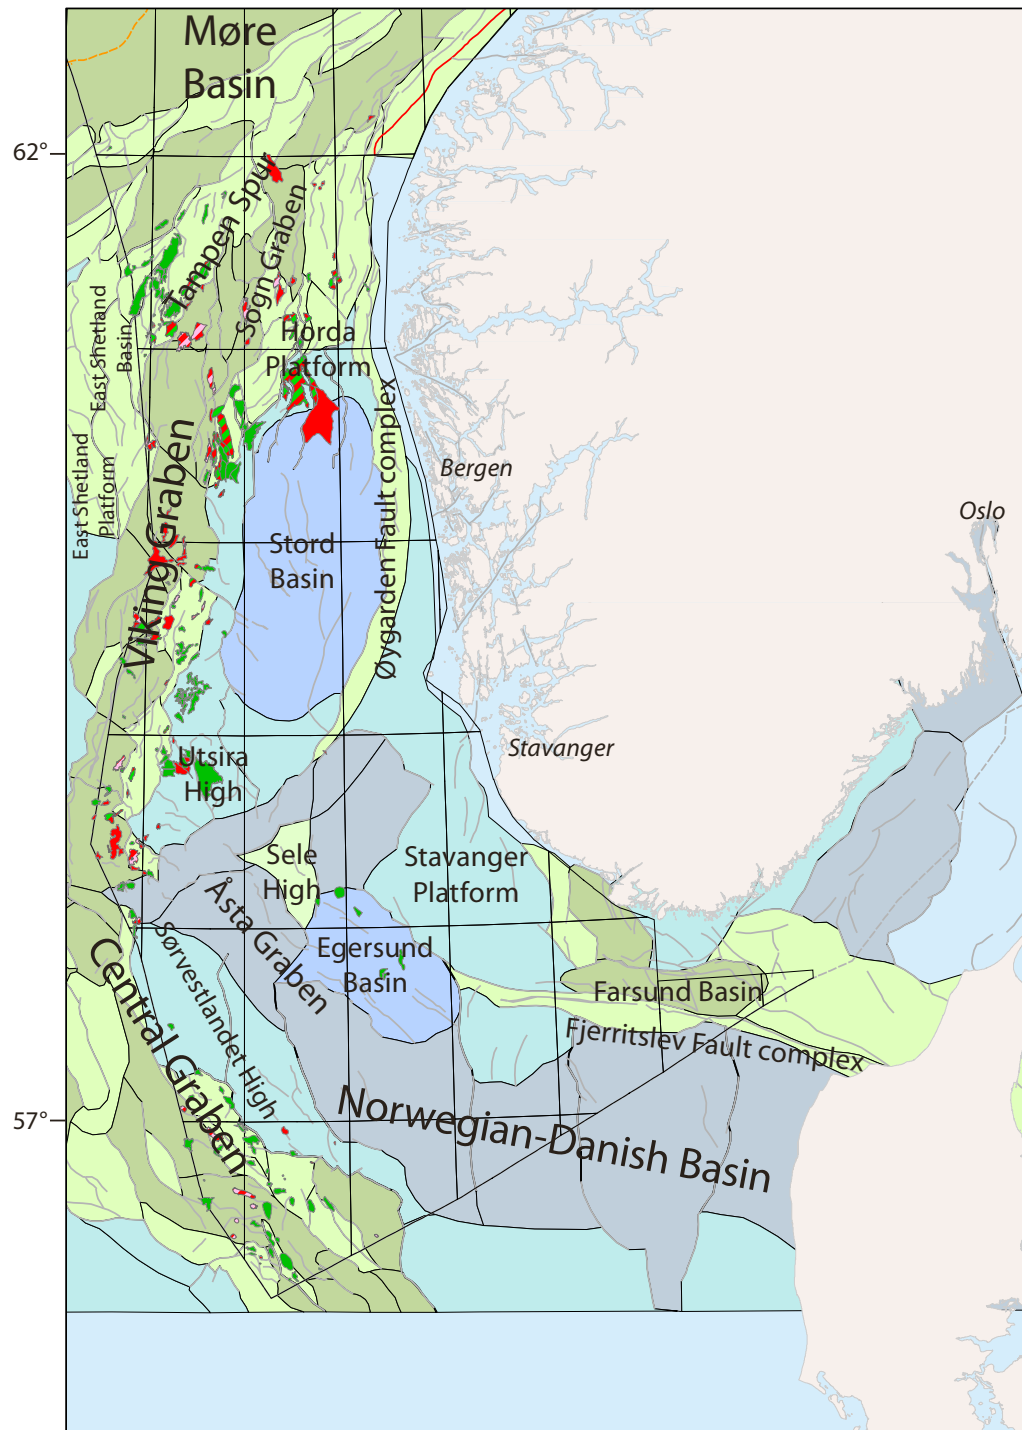 Møre
Basin
62°
Tampen Spur
Sogn Graben
East Shetland
Basin
Horda
Platform
Øygarden Fault complex
Viking Graben
East Shetland
Platform
Bergen
Oslo
Stord
Basin
Stavanger
Utsira
High
Sele
High
Stavanger
Platform
Åsta Graben
Egersund
Basin
Sørvestlandet High
Central Graben
Farsund Basin
Fjerritslev Fault complex
57°
Norwegian-Danish Basin